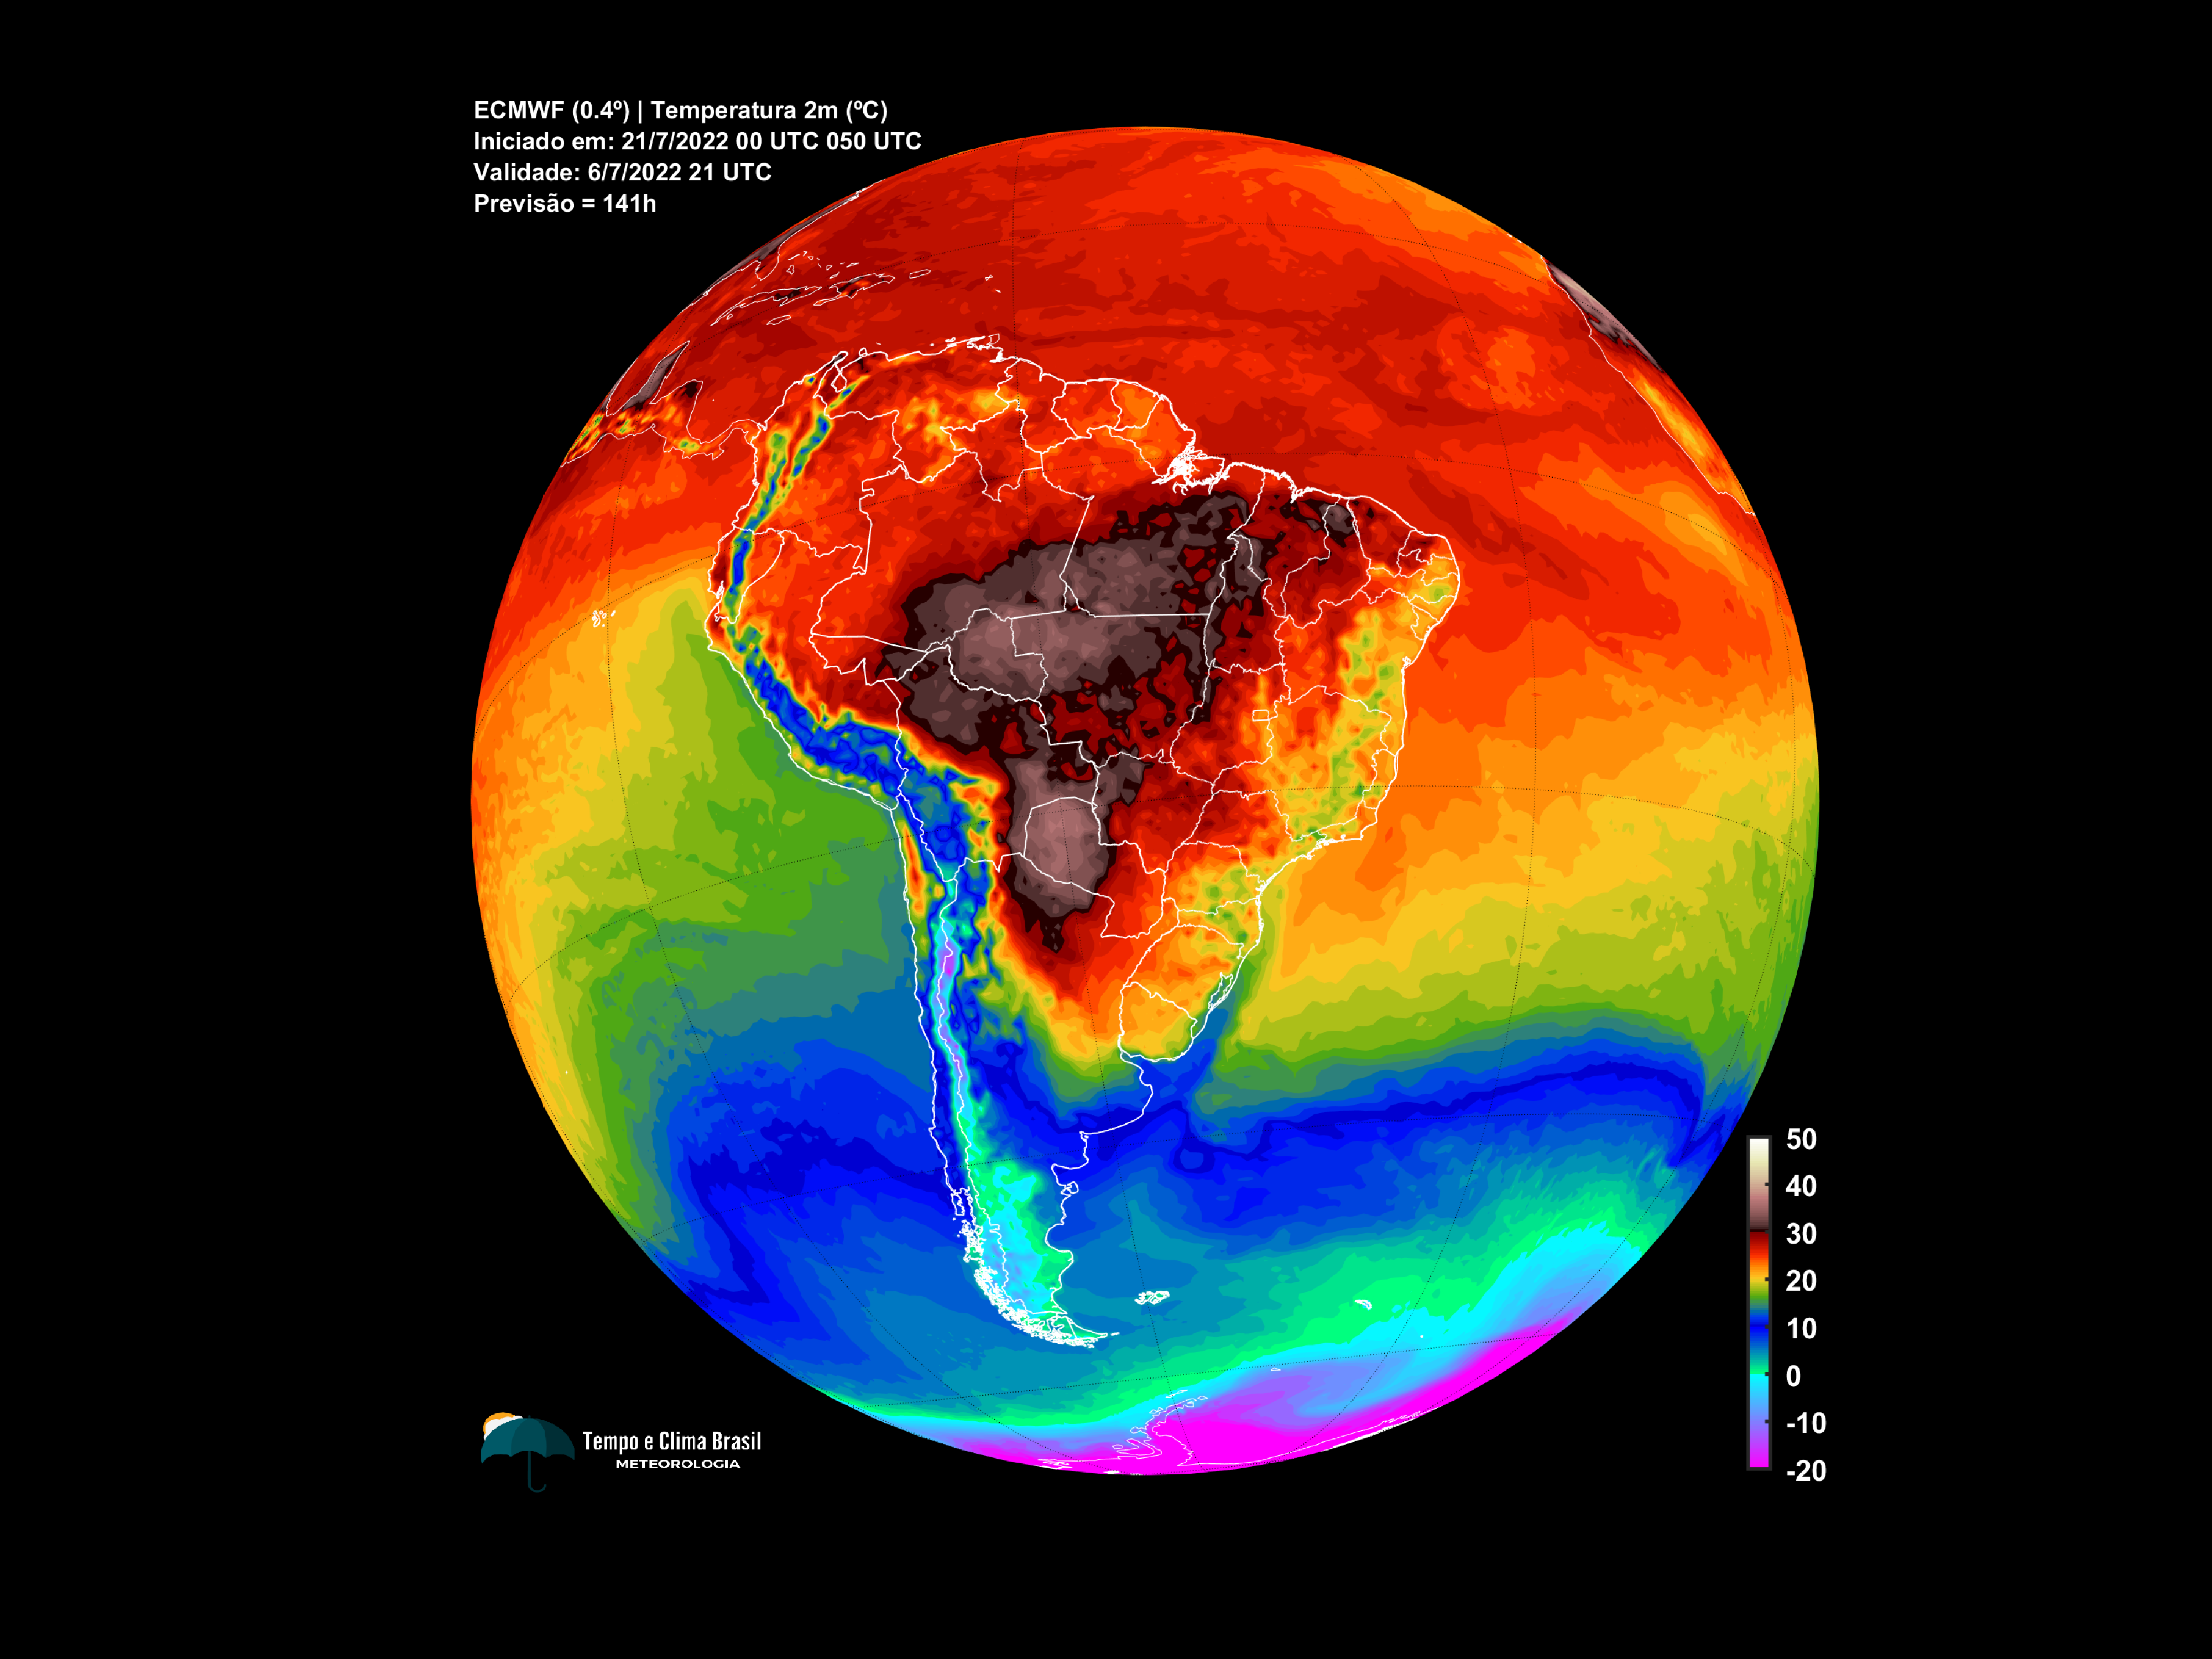 ECMWF (0.4º) | Temperatura 2m (ºC)
Iniciado em: 21/7/2022 00 UTC 050 UTC
Validade: 6/7/2022 21 UTC
Previsão = 141h
50
40
30
20
10
0
-10
-20
Tempo e Clima Brasil
METEOROLOGIA